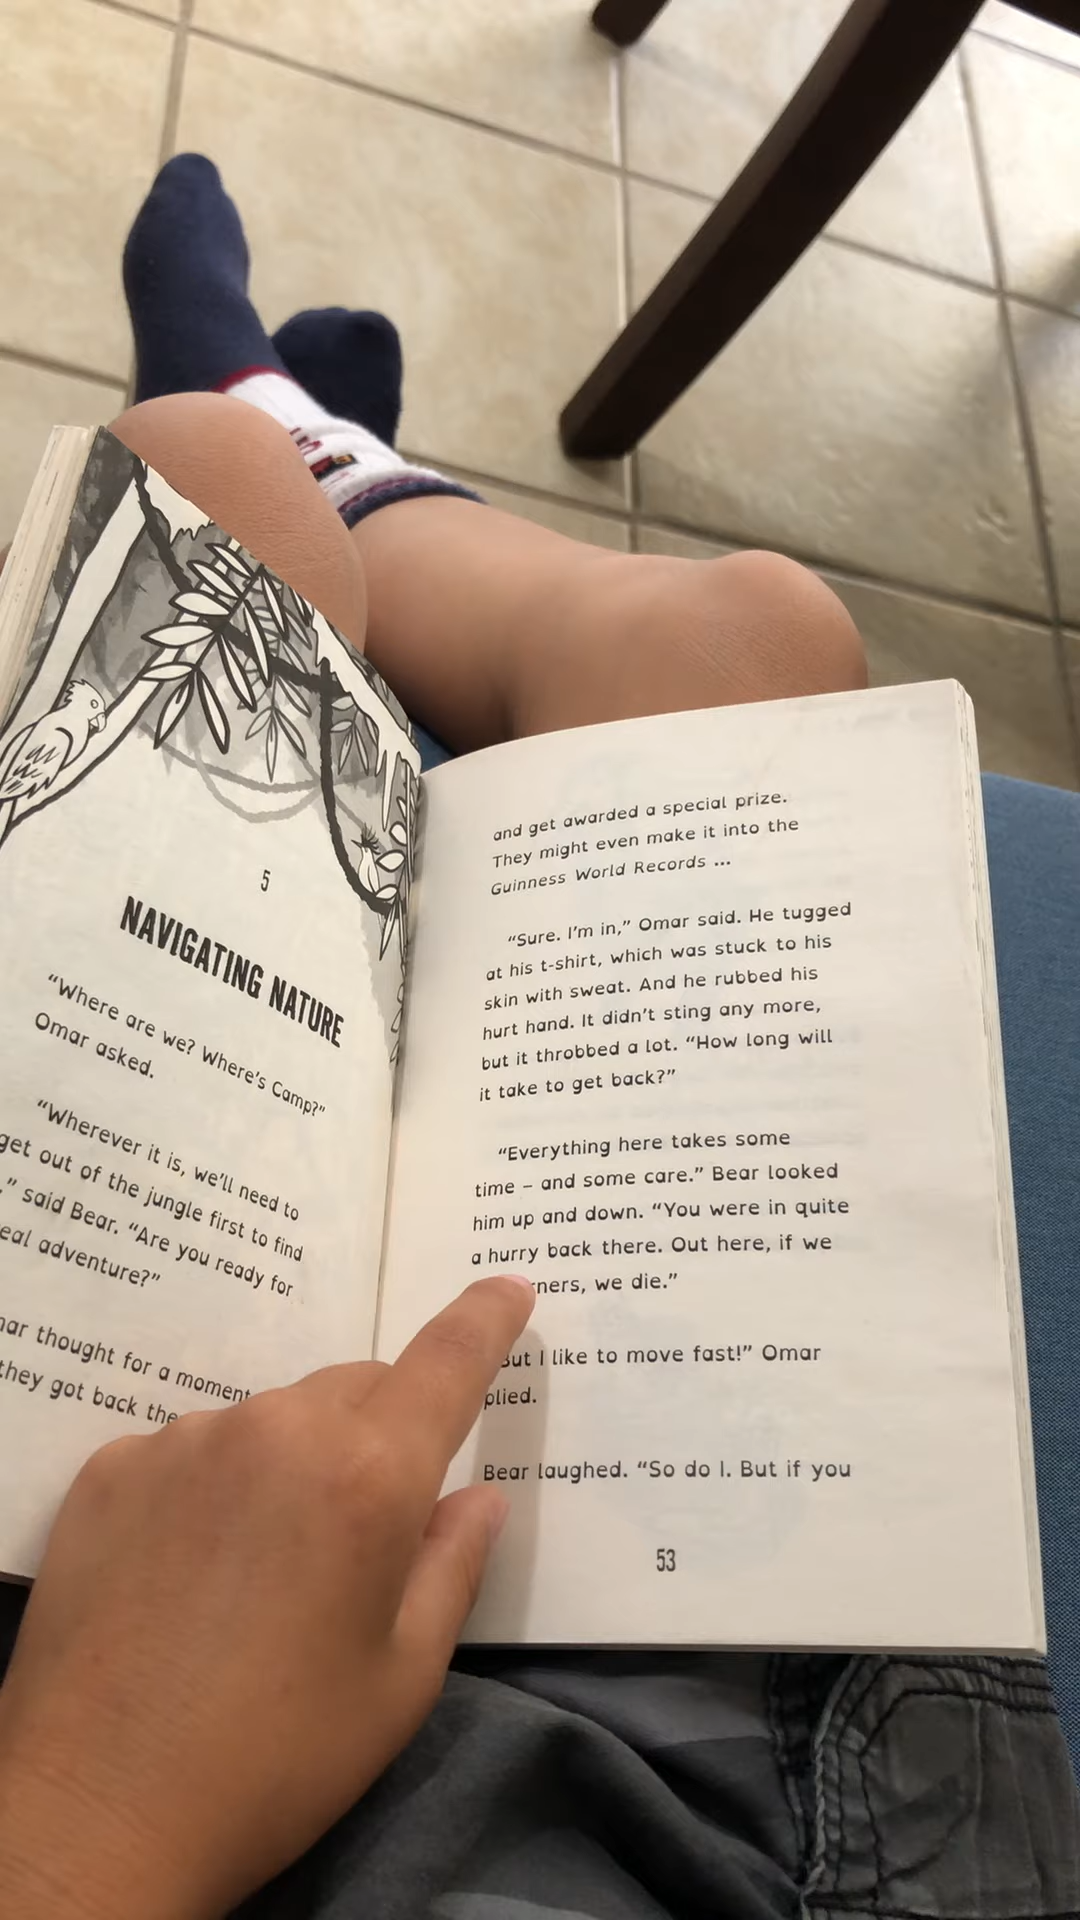 5
NAVIGATING NATURE
“Where are we? Where’s Camp?”
Omar asked.
“Wherever it is, we’ll need to
get out of the jungle first to find
.” said Bear. “Are you ready for
adventure?”
thought for a moment
they got back
and get awarded a special prize.
They might even make it into the
Guinness World Records ...
“Sure. I’m in,” Omar said. He tugged
at his t-shirt, which was stuck to his
skin with sweat. And he rubbed his
hurt hand. It didn’t sting any more,
but it throbbed a lot. “How long will
it take to get back?”
“Everything here takes some
time – and some care.” Bear looked
him up and down. “You were in quite
a hurry back there. Out here, if we
we die.”
But I like to move fast!” Omar
Bear laughed. “So do I. But if you
53